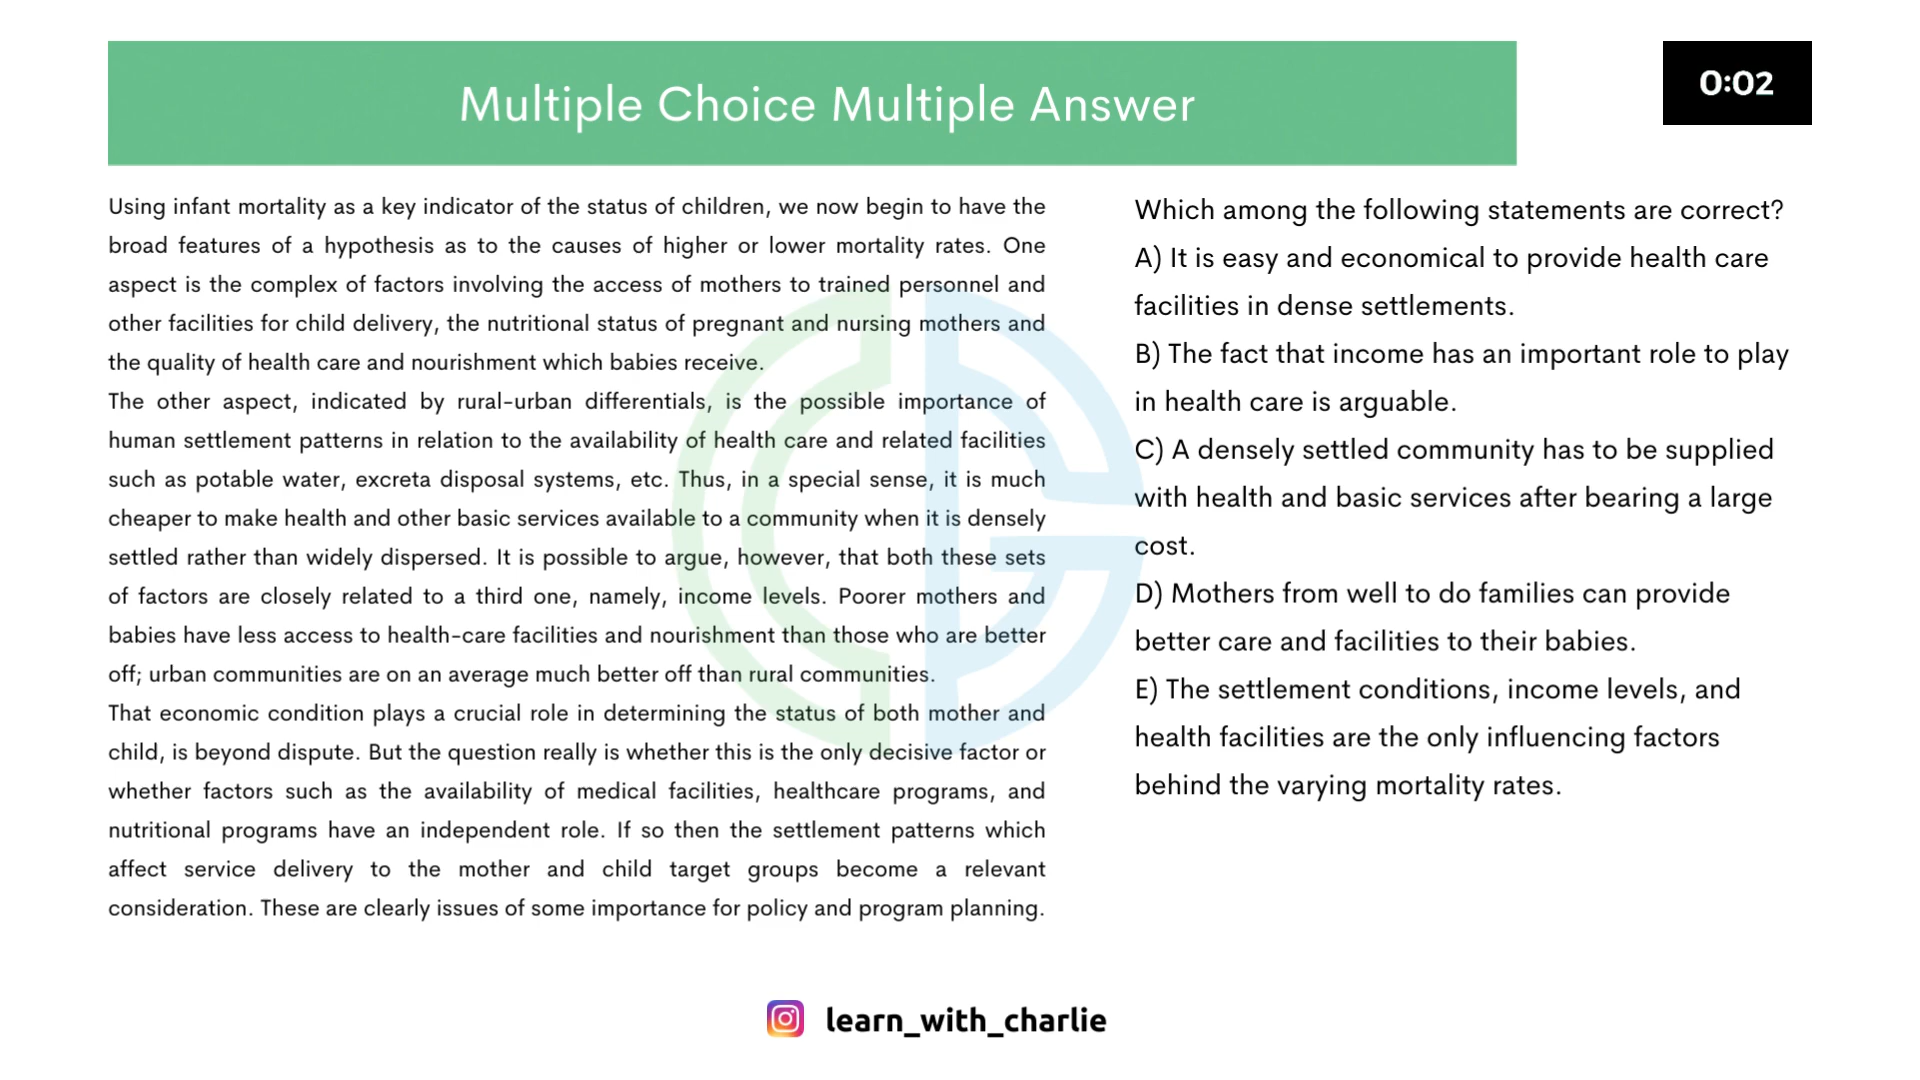 Multiple Choice Multiple Answer
0:02
Using infant mortality as a key indicator of the status of children, we now begin to have the
broad features of a hypothesis as to the causes of higher or lower mortality rates. One
aspect is the complex of factors involving the access of mothers to trained personnel and
other facilities for child delivery, the nutritional status of pregnant and nursing mothers and
the quality of health care and nourishment which babies receive.
The other aspect, indicated by rural-urban differentials, is the possible importance of
human settlement patterns in relation to the availability of health care and related facilities
such as potable water, excreta disposal systems, etc. Thus, in a special sense, it is much
cheaper to make health and other basic services available to a community when it is densely
settled rather than widely dispersed. It is possible to argue, however, that both these sets
of factors are closely related to a third one, namely, income levels. Poorer mothers and
babies have less access to health-care facilities and nourishment than those who are better
off; urban communities are on an average much better off than rural communities.
That economic condition plays a crucial role in determining the status of both mother and
child, is beyond dispute. But the question really is whether this is the only decisive factor or
whether factors such as the availability of medical facilities, healthcare programs, and
nutritional programs have an independent role. If so then the settlement patterns which
affect service delivery to the mother and child target groups become a relevant
consideration. These are clearly issues of some importance for policy and program planning.
Which among the following statements are correct?
A) It is easy and economical to provide health care
facilities in dense settlements.
B) The fact that income has an important role to play
in health care is arguable.
C) A densely settled community has to be supplied
with health and basic services after bearing a large
cost.
D) Mothers from well to do families can provide
better care and facilities to their babies.
E) The settlement conditions, income levels, and
health facilities are the only influencing factors
behind the varying mortality rates.
learn_with_charlie